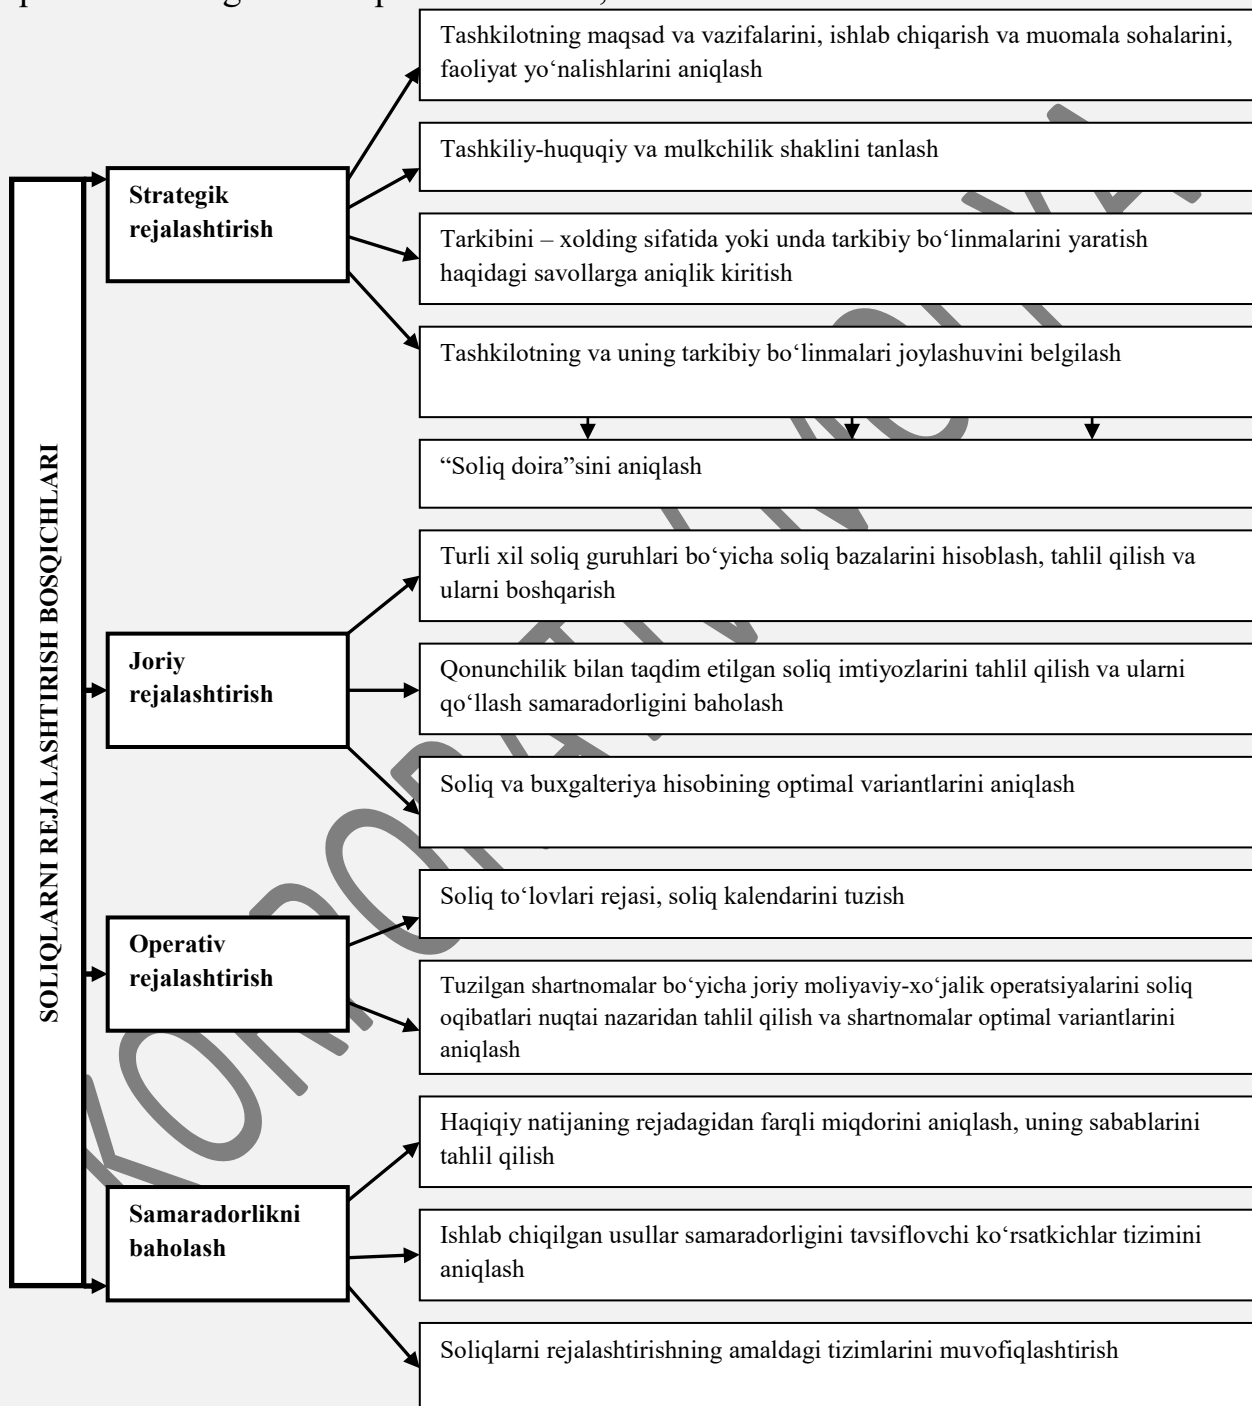 Tashkilotning maqsad va vazifalarini, ishlab chiqarish va muomala sohalarini,
faoliyat yo‘nalishlarini aniqlash
Tashkiliy-huquqiy va mulkchilik shaklini tanlash
Strategik
rejalashtirish
Tarkibini – xolding sifatida yoki unda tarkibiy bo‘linmalarini yaratish
haqidagi savollarga aniqlik kiritish
Tashkilotning va uning tarkibiy bo‘linmalari joylashuvini belgilash
“Soliq doira”sini aniqlash
SOLIQLARNI REJALASHTIRISH BOSQICHLARI
Turli xil soliq guruhlari bo‘yicha soliq bazalarini hisoblash, tahlil qilish va
ularni boshqarish
Joriy
rejalashtirish
Qonunchilik bilan taqdim etilgan soliq imtiyozlarini tahlil qilish va ularni
qo‘llash samaradorligini baholash
Soliq va buxgalteriya hisobining optimal variantlarini aniqlash
Soliq to‘lovlari rejasi, soliq kalendarini tuzish
Operativ
rejalashtirish
Tuzilgan shartnomalar bo‘yicha joriy moliyaviy-xo‘jalik operatsiyalarini soliq
oqibatlari nuqtai nazaridan tahlil qilish va shartnomalar optimal variantlarini
aniqlash
Haqiqiy natijaning rejadagidan farqli miqdorini aniqlash, uning sabablarini
tahlil qilish
Samaradorlikni
baholash
Ishlab chiqilgan usullar samaradorligini tavsiflovchi ko‘rsatkichlar tizimini
aniqlash
Soliqlarni rejalashtirishning amaldagi tizimlarini muvofiqlashtirish